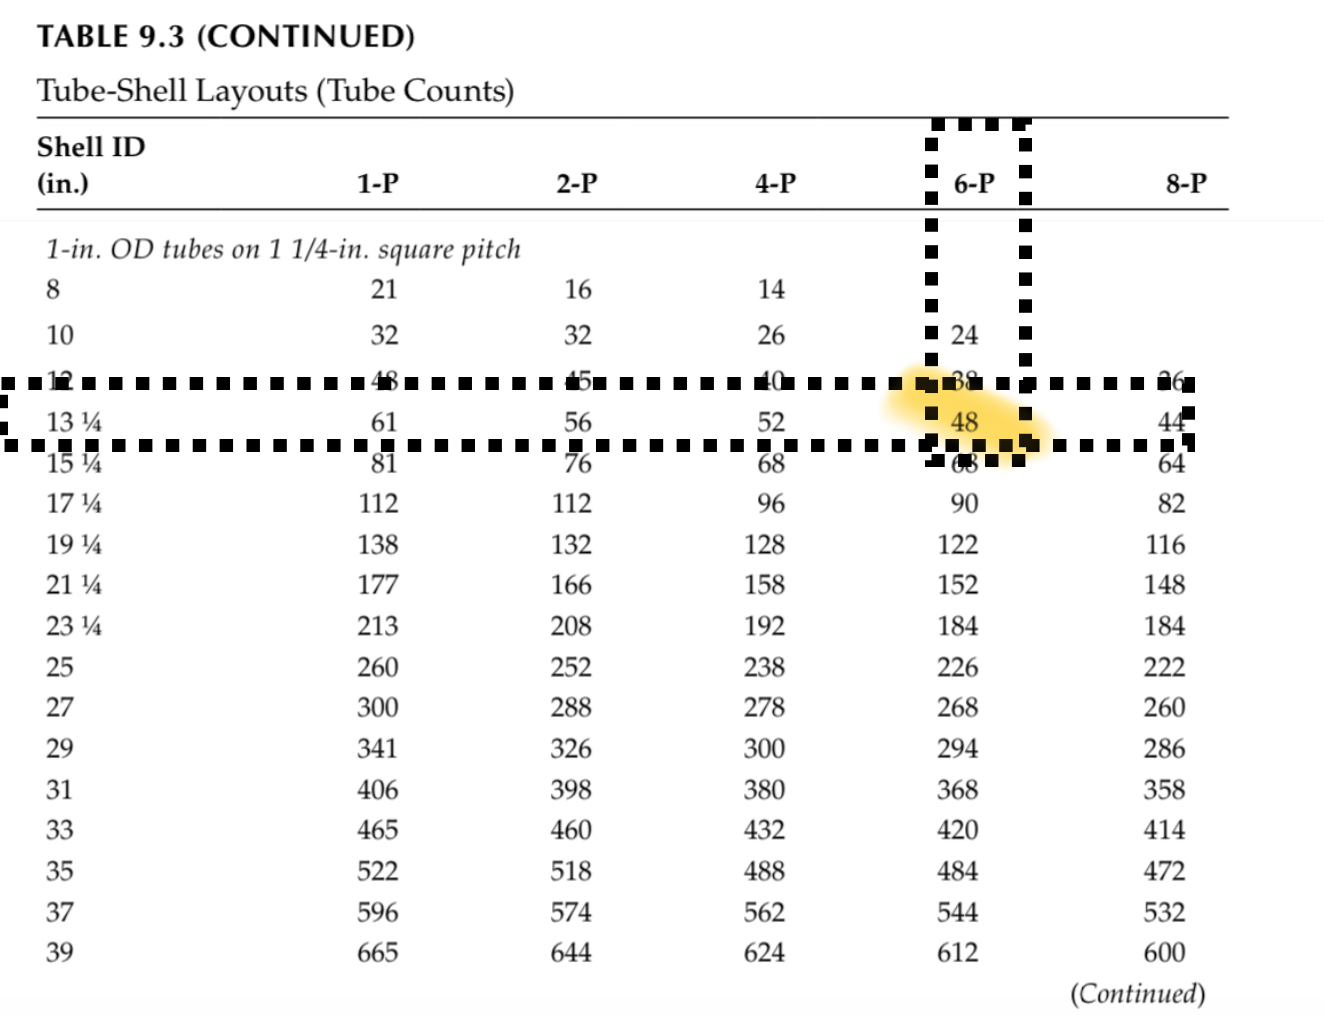 TABLE 9.3 (CONTINUED)
Tube-Shell Layouts (Tube Counts)
Shell ID
(in.) 1-P 2-P 4-P 6-P 8-P
1-in. OD tubes on 1 1/4-in. square pitch
8 21 16 14
10 32 32 26 24
12 48 45 40 38 36
13 ¼ 61 56 52 48 44
15 ¼ 81 76 68 68 64
17 ¼ 112 112 96 90 82
19 ¼ 138 132 128 122 116
21 ¼ 177 166 158 152 148
23 ¼ 213 208 192 184 184
25 260 252 238 226 222
27 300 288 278 268 260
29 341 326 300 294 286
31 406 398 380 368 358
33 465 460 432 420 414
35 522 518 488 484 472
37 596 574 562 544 532
39 665 644 624 612 600
(Continued)